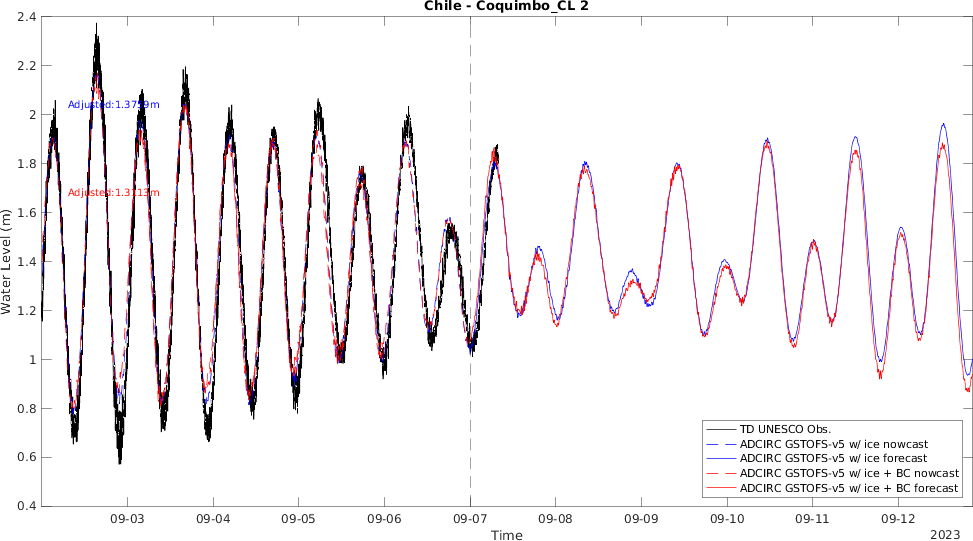 Chile - Coquimbo_CL 2
Water Level (m)
2.4
2.2
2
1.8
1.6
1.4
1.2
1
0.8
0.6
0.4
Adjusted:1.3759m
Adjusted:1.3713m
TD UNESCO Obs.
ADCIRC GSTOFS-v5 w/ ice nowcast
ADCIRC GSTOFS-v5 w/ ice forecast
ADCIRC GSTOFS-v5 w/ ice + BC nowcast
ADCIRC GSTOFS-v5 w/ ice + BC forecast
09-03 09-04 09-05 09-06 09-07 09-08 09-09 09-10 09-11 09-12
Time
2023